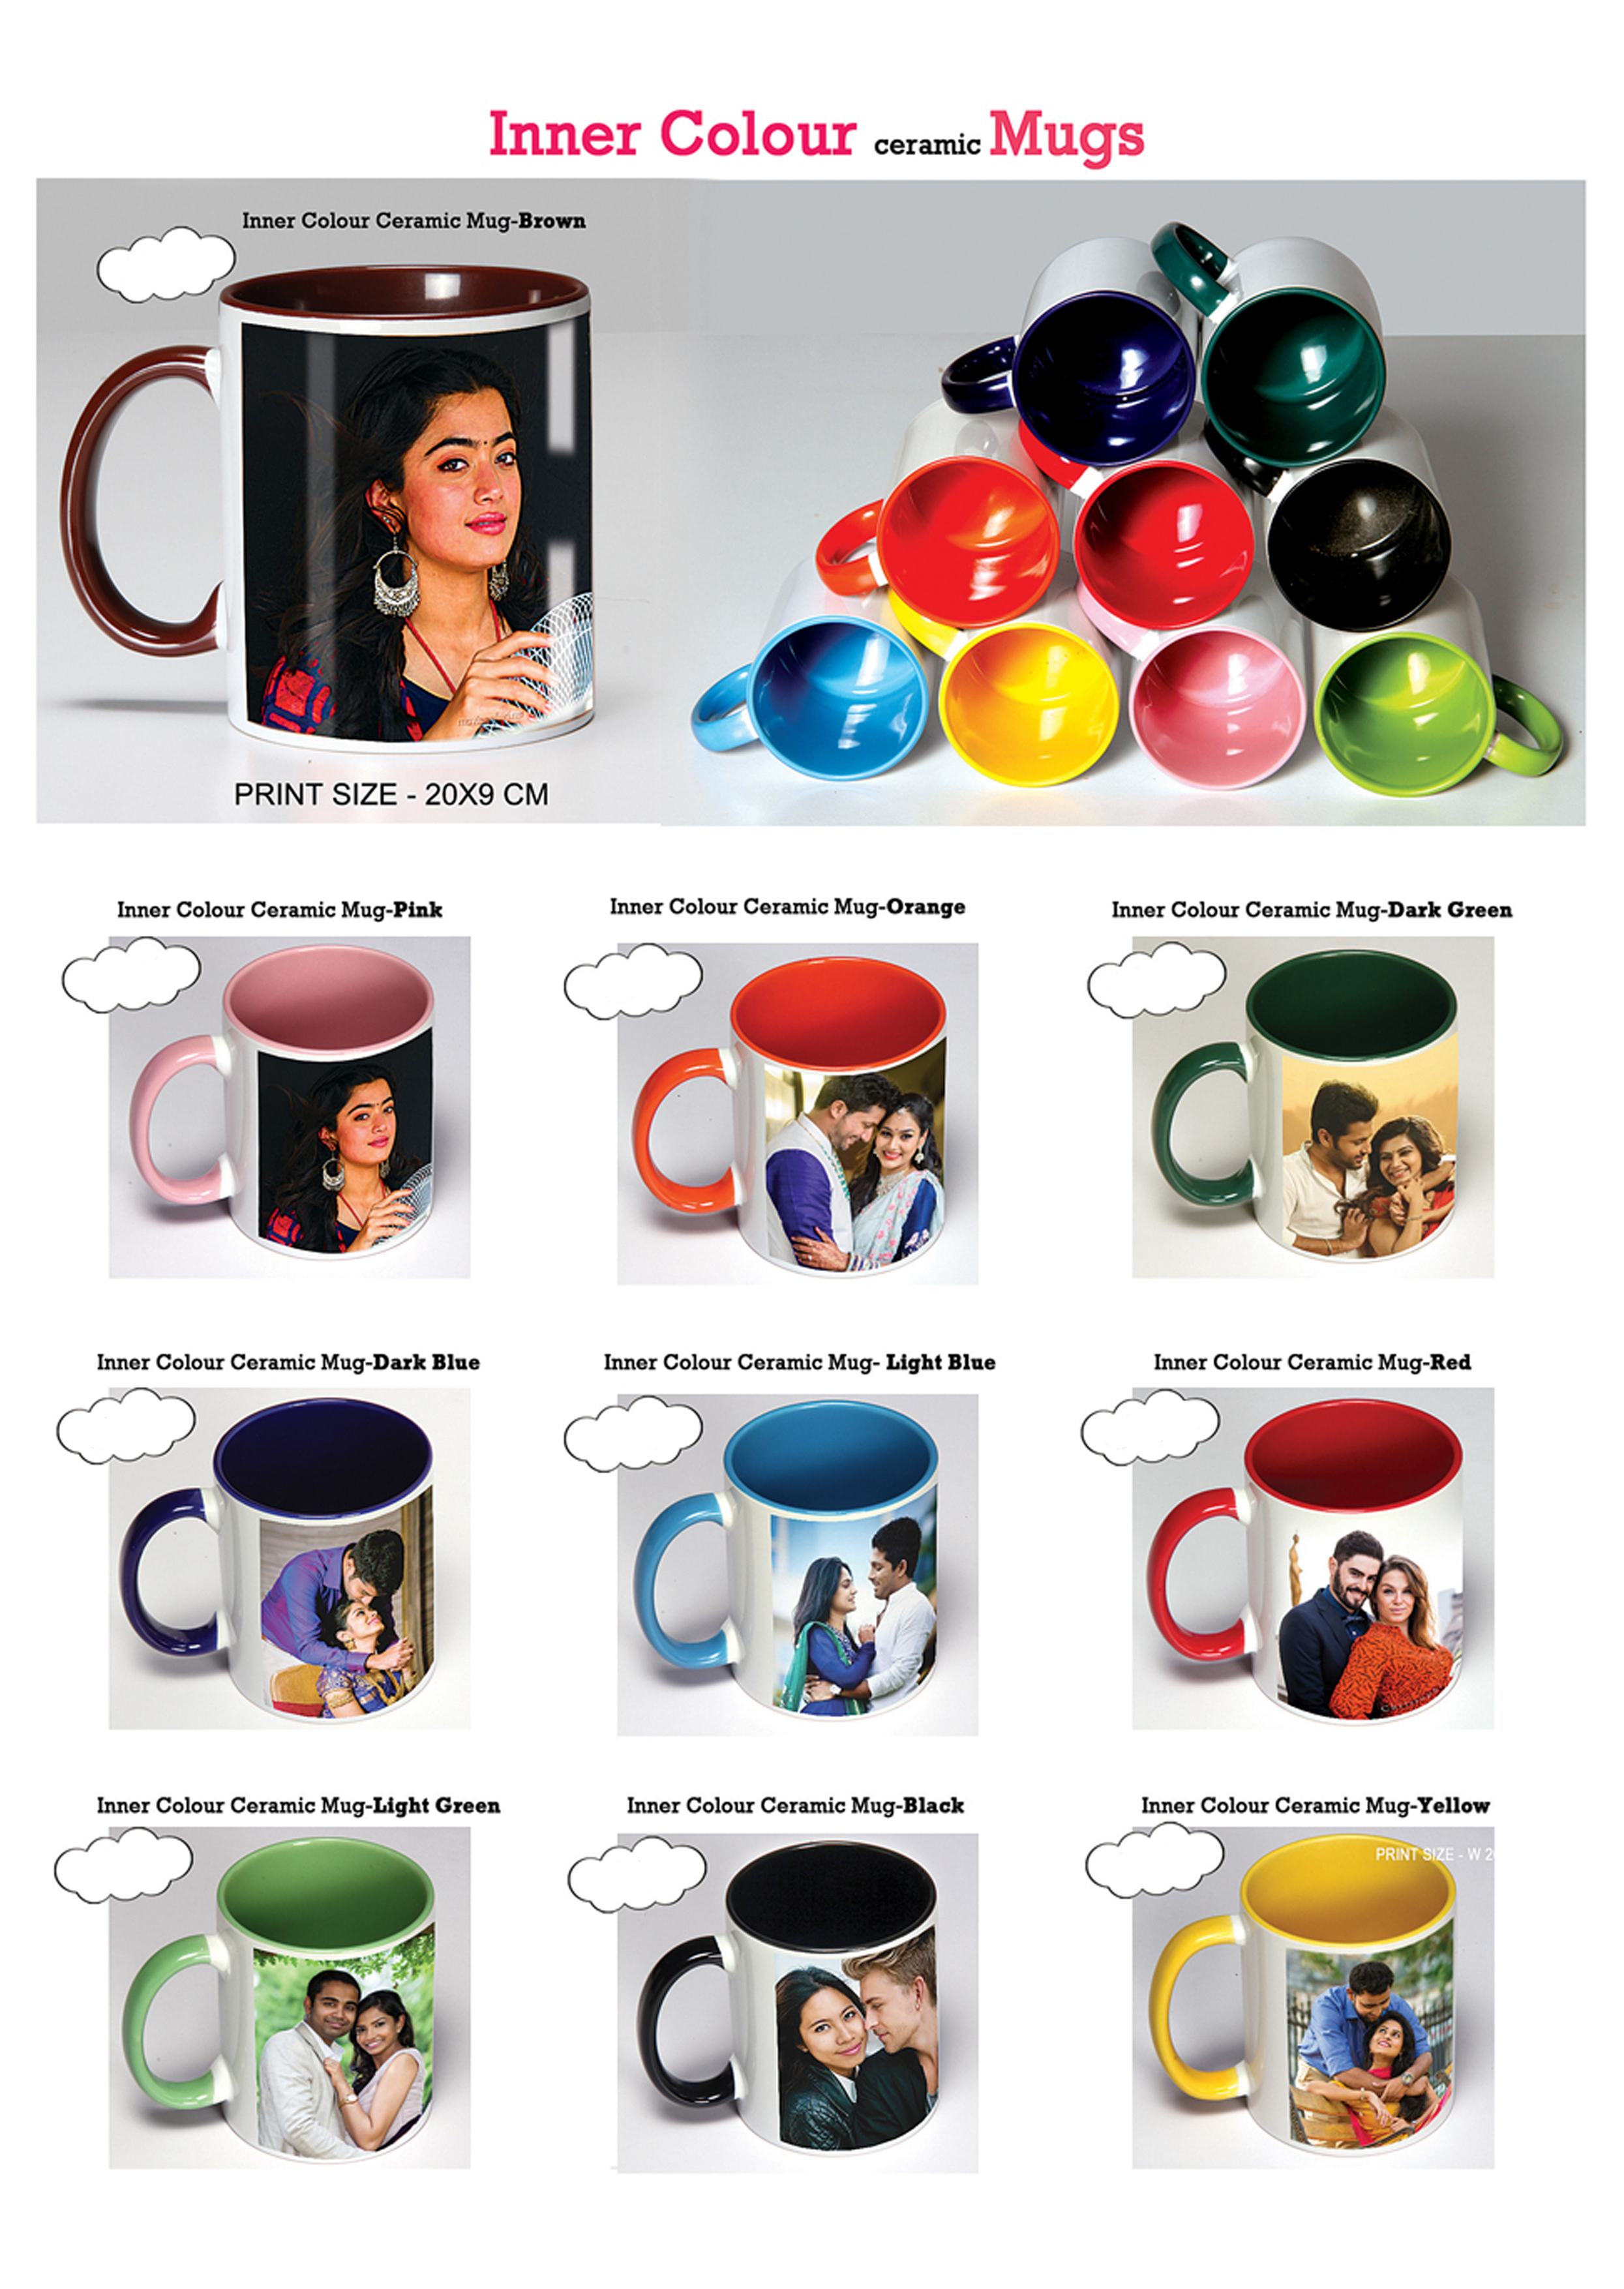 Inner Colour ceramic Mugs
Inner Colour Ceramic Mug-Brown
PRINT SIZE - 20X9 CM
Inner Colour Ceramic Mug-Pink
Inner Colour Ceramic Mug-Orange
Inner Colour Ceramic Mug-Dark Green
Inner Colour Ceramic Mug-Dark Blue
Inner Colour Ceramic Mug- Light Blue
Inner Colour Ceramic Mug-Red
Inner Colour Ceramic Mug-Light Green
Inner Colour Ceramic Mug-Black
Inner Colour Ceramic Mug-Yellow
PRINT SIZE - W 2